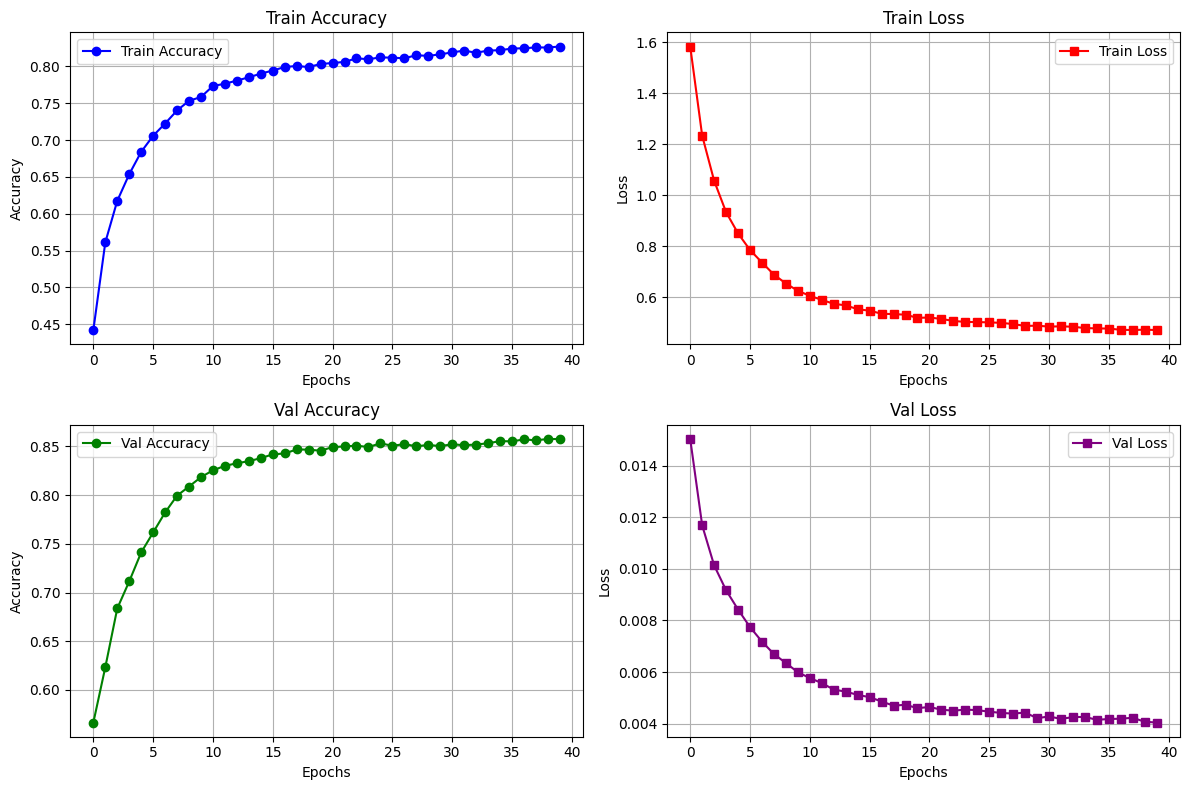 Train Accuracy
Train Accuracy
0.80
0.75
0.70
0.65
0.60
0.55
0.50
0.45
Accuracy
0 5 10 15 20 25 30 35 40
Epochs
Train Loss
Train Loss
1.6
1.4
1.2
1.0
0.8
0.6
Loss
0 5 10 15 20 25 30 35 40
Epochs
Val Accuracy
Val Accuracy
0.85
0.80
0.75
0.70
0.65
0.60
Accuracy
0 5 10 15 20 25 30 35 40
Epochs
Val Loss
Val Loss
0.014
0.012
0.010
0.008
0.006
0.004
Loss
0 5 10 15 20 25 30 35 40
Epochs